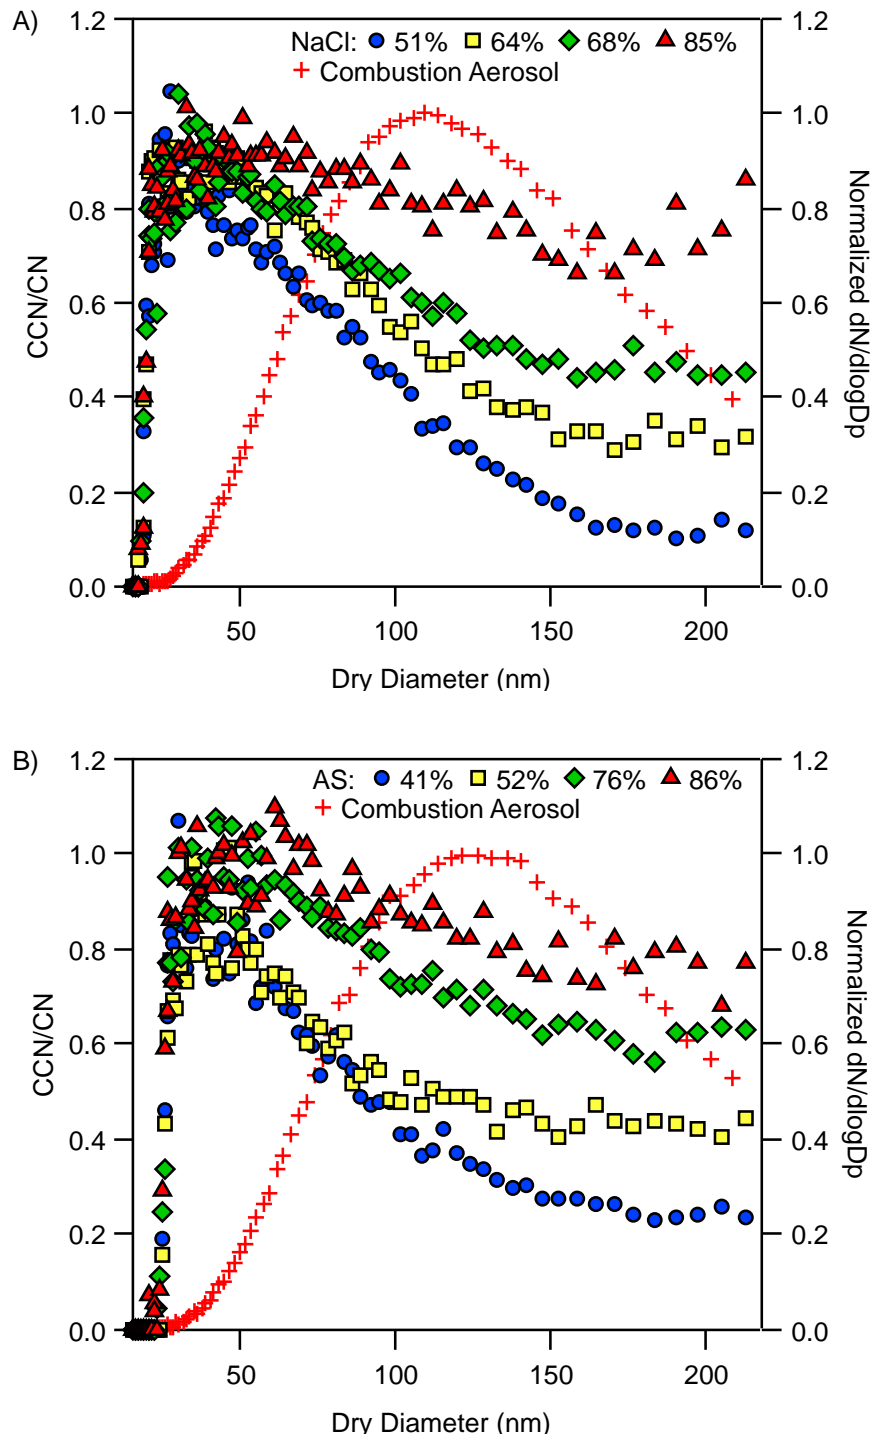 A)
NaCl: 51% 64% 68% 85%
Combustion Aerosol
1.2
1.0
0.8
0.6
0.4
0.2
0.0
CCN/CN
1.2
1.0
0.8
0.6
0.4
0.2
0.0
Normalized dN/dlogDp
50 100 150 200
Dry Diameter (nm)
B)
AS: 41% 52% 76% 86%
Combustion Aerosol
1.2
1.0
0.8
0.6
0.4
0.2
0.0
CCN/CN
1.2
1.0
0.8
0.6
0.4
0.2
0.0
Normalized dN/dlogDp
50 100 150 200
Dry Diameter (nm)